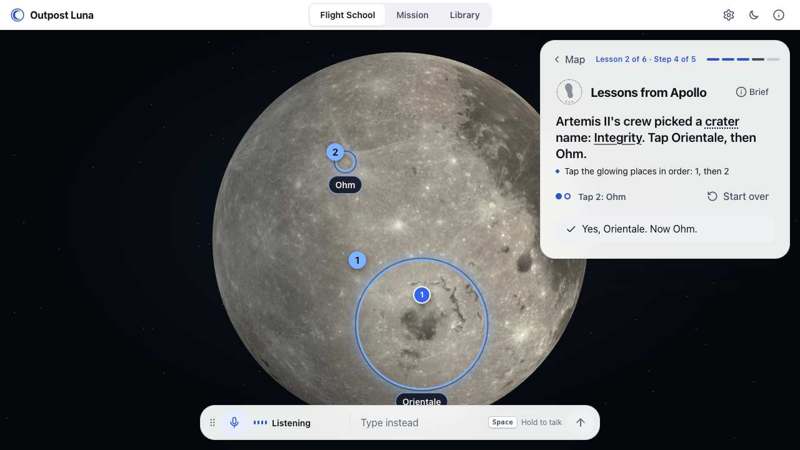 Outpost Luna
Flight School
Mission
Library
Map
Lesson 2 of 6 · Step 4 of 5
Lessons from Apollo
Brief
Artemis II's crew picked a crater
name: Integrity. Tap Orientale, then
Ohm.
Tap the glowing places in order: 1, then 2
Tap 2: Ohm
Start over
Yes, Orientale. Now Ohm.
2
Ohm
1
1
Orientale
Listening
Type instead
Space
Hold to talk